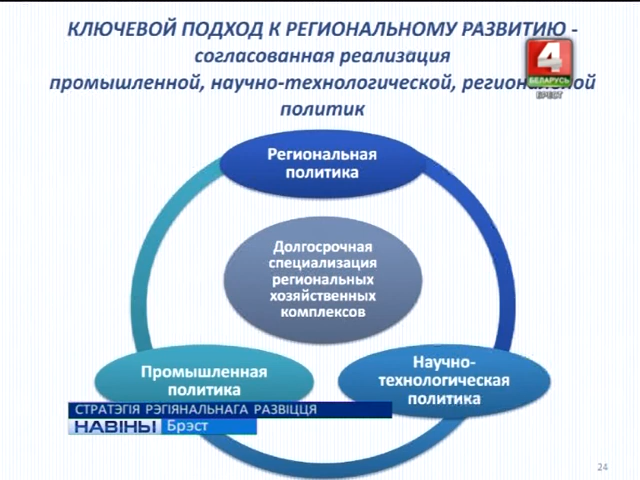 КЛЮЧЕВОЙ ПОДХОД К РЕГИОНАЛЬНОМУ РАЗВИТИЮ -
согласованная реализация
промышленной, научно-технологической, региональной
политик
4
БЕЛАРУСЬ
БРЕСТ
Региональная
политика
Долгосрочная
специализация
региональных
хозяйственных
комплексов
Промышленная
политика
Научно-
технологическая
политика
СТРАТЭГІЯ РЭГІЯНАЛЬНАГА РАЗВІЦЦЯ
НАВІНЫ Брэст
24